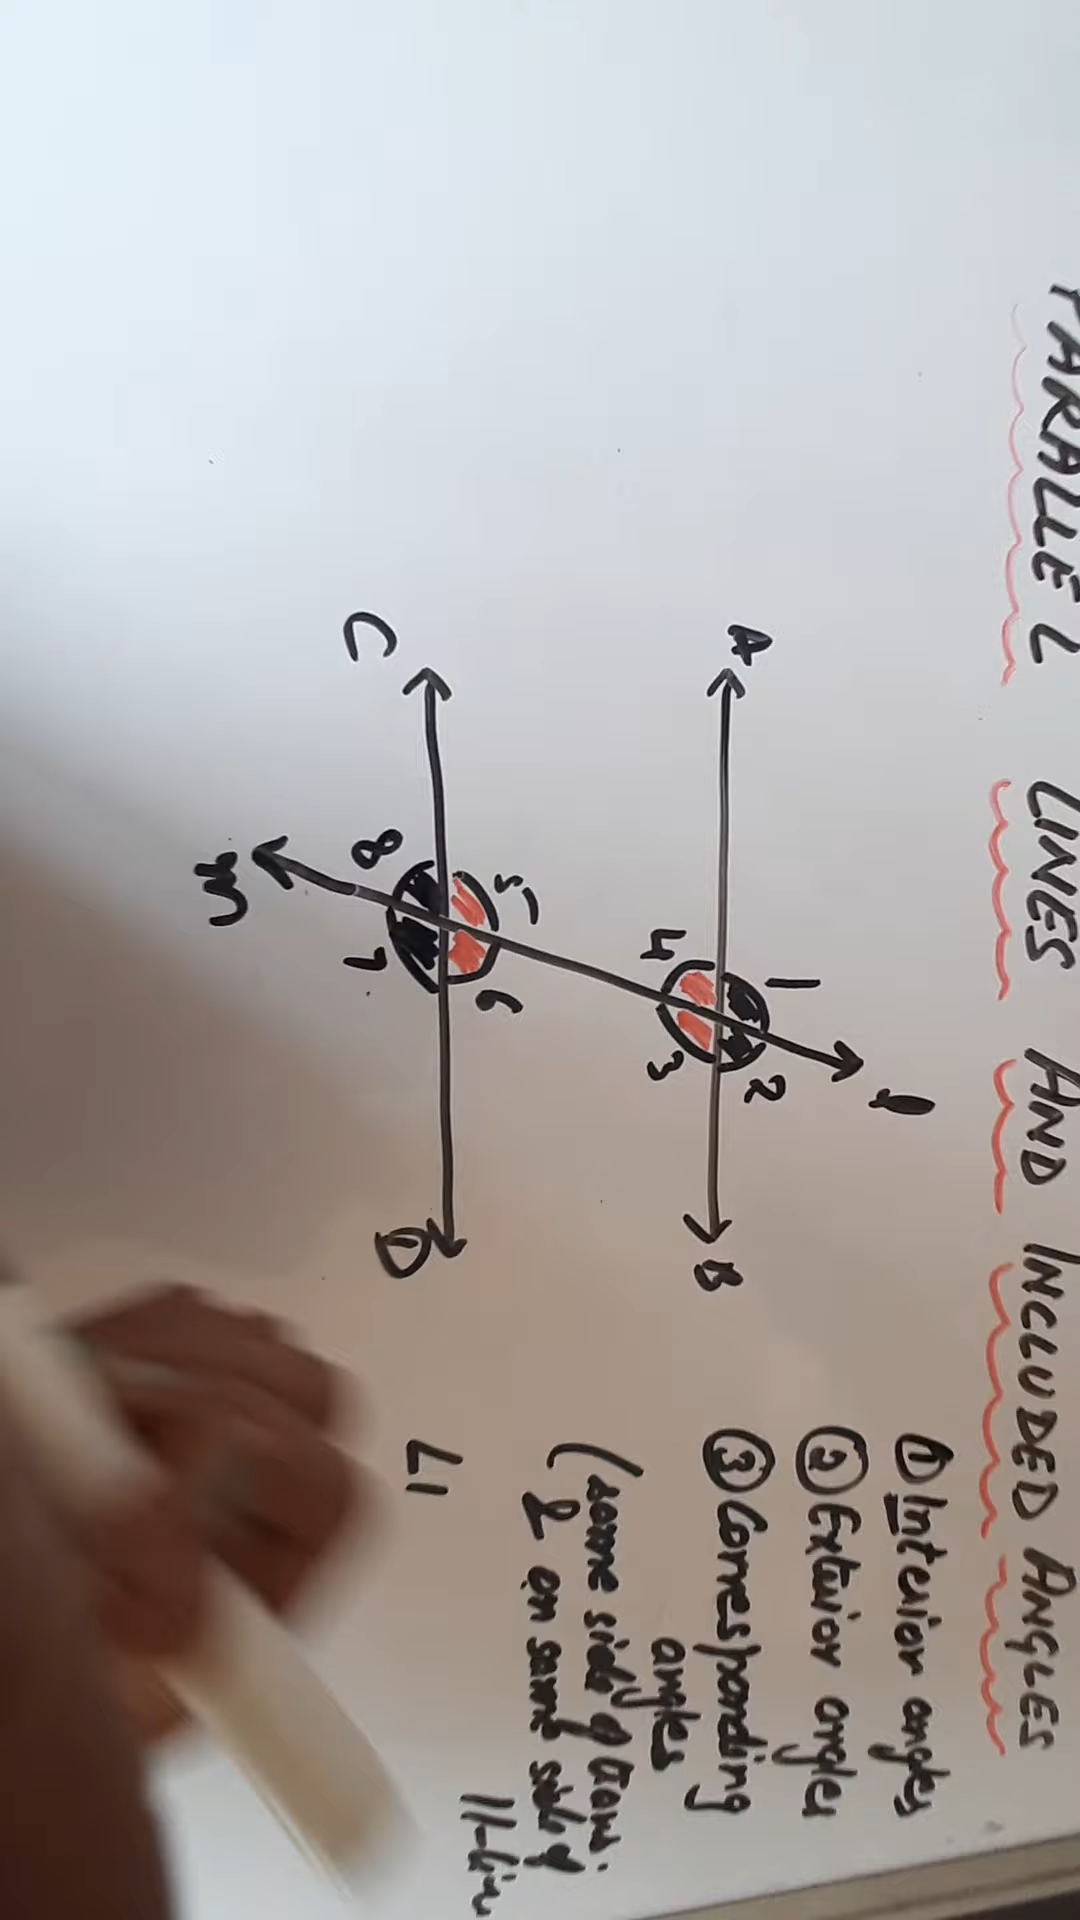 PARALLEL LINES AND INCLUDED ANGLES
① Interior angles
② Exterior angles
③ Corresponding
angles
(same side of trans.
& on same side of
11-line
∠1
l
1 2
A B
4 3
5 6
C D
8 7
m